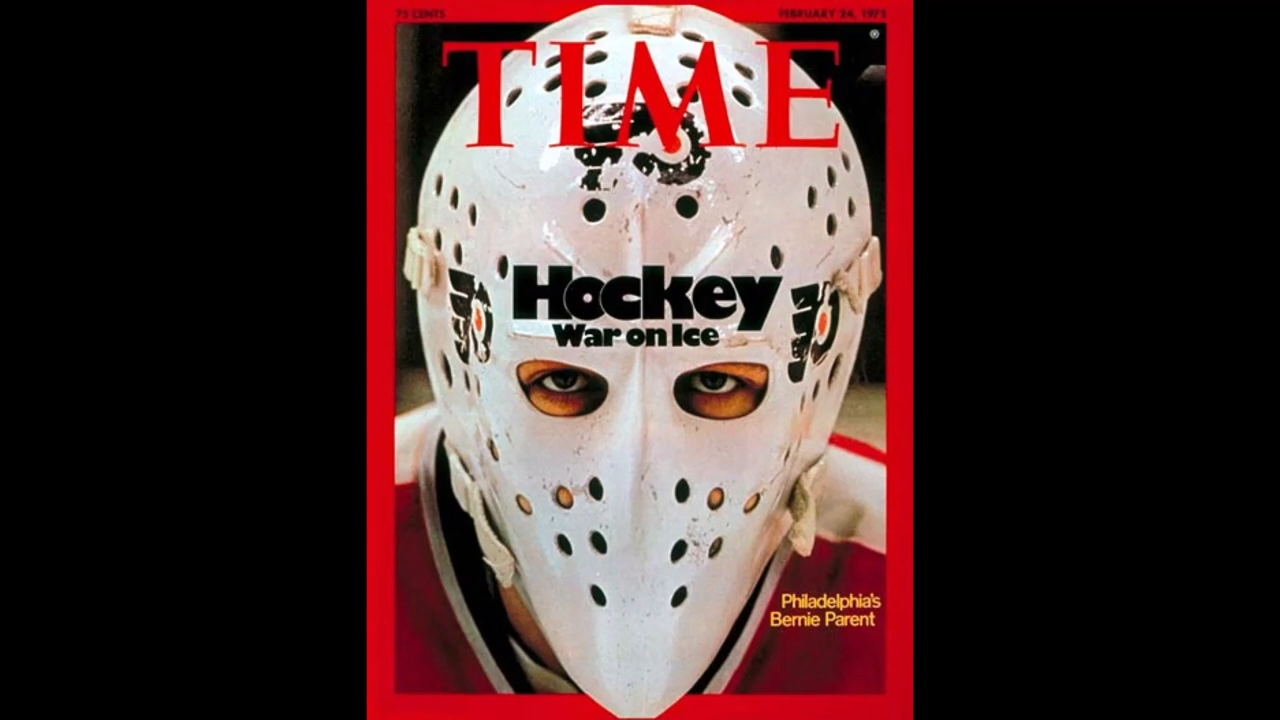 75 CENTS
FEBRUARY 24, 1975
TIME
®
Hockey
War on Ice
Philadelphia's
Bernie Parent